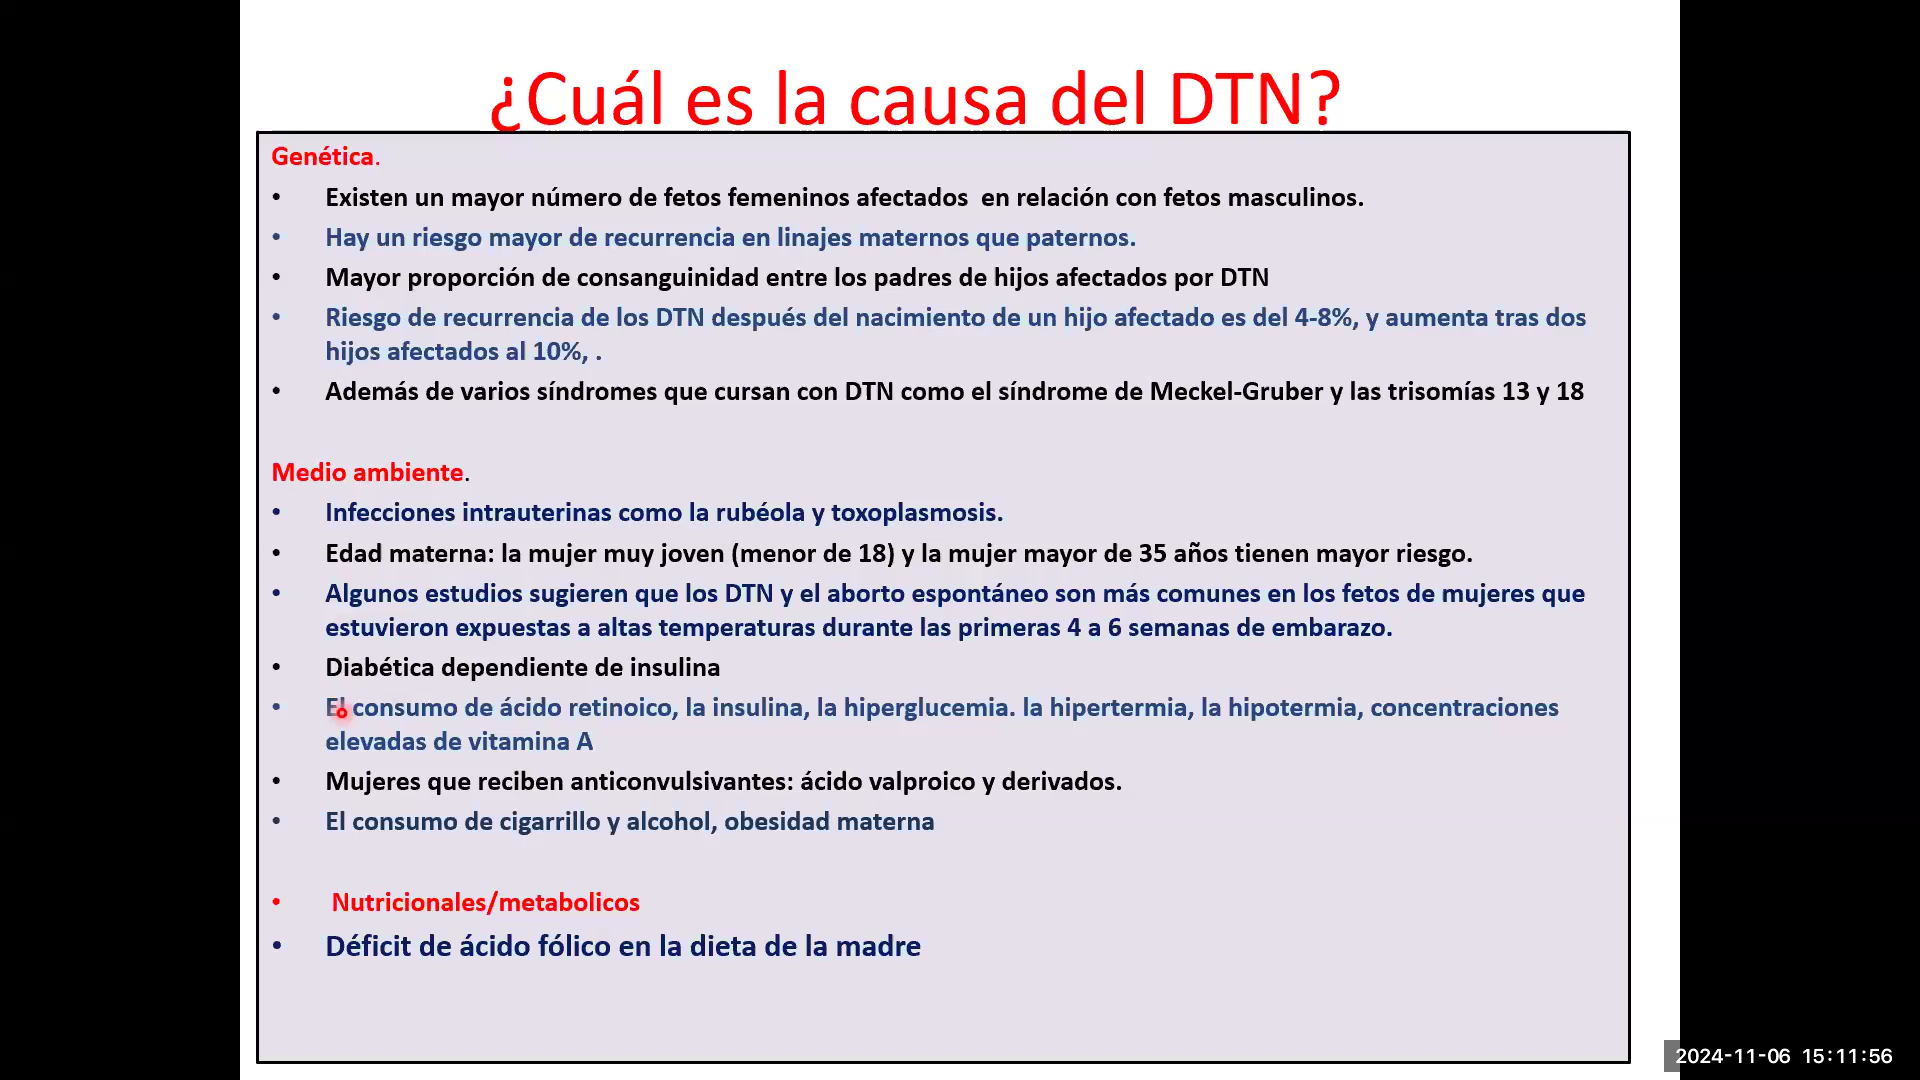 ¿Cuál es la causa del DTN?
Genética.
• Existen un mayor número de fetos femeninos afectados  en relación con fetos masculinos.
• Hay un riesgo mayor de recurrencia en linajes maternos que paternos.
• Mayor proporción de consanguinidad entre los padres de hijos afectados por DTN
• Riesgo de recurrencia de los DTN después del nacimiento de un hijo afectado es del 4-8%, y aumenta tras dos
hijos afectados al 10%, .
• Además de varios síndromes que cursan con DTN como el síndrome de Meckel-Gruber y las trisomías 13 y 18
Medio ambiente.
• Infecciones intrauterinas como la rubéola y toxoplasmosis.
• Edad materna: la mujer muy joven (menor de 18) y la mujer mayor de 35 años tienen mayor riesgo.
• Algunos estudios sugieren que los DTN y el aborto espontáneo son más comunes en los fetos de mujeres que
estuvieron expuestas a altas temperaturas durante las primeras 4 a 6 semanas de embarazo.
• Diabética dependiente de insulina
• El consumo de ácido retinoico, la insulina, la hiperglucemia. la hipertermia, la hipotermia, concentraciones
elevadas de vitamina A
• Mujeres que reciben anticonvulsivantes: ácido valproico y derivados.
• El consumo de cigarrillo y alcohol, obesidad materna
• Nutricionales/metabolicos
• Déficit de ácido fólico en la dieta de la madre
2024-11-06 15:11:56